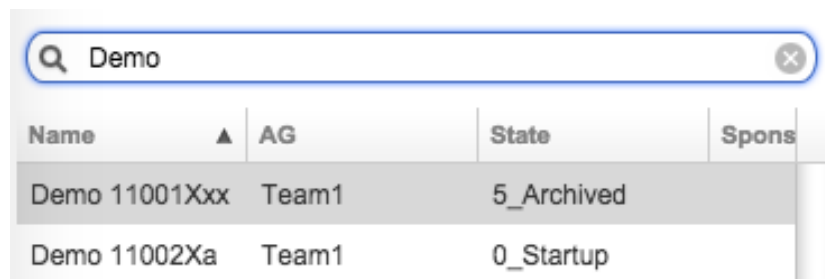 Demo
Name ▲ AG State Spons
Demo 11001Xxx Team1 5_Archived
Demo 11002Xa Team1 0_Startup